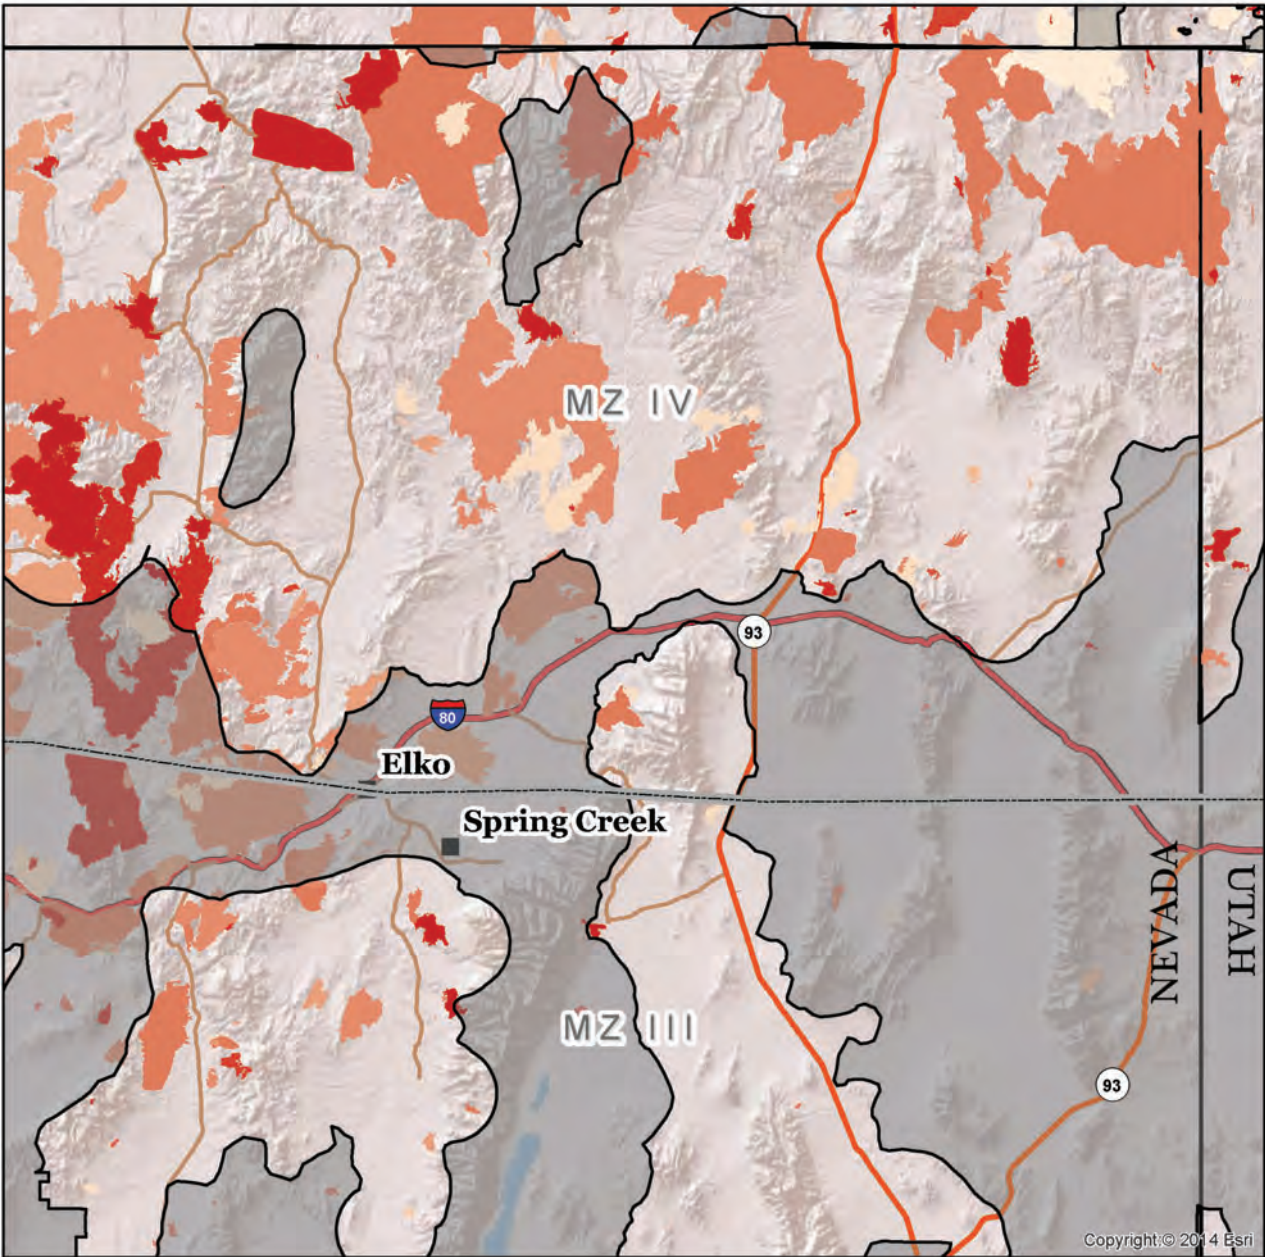 MZ IV
93
80
Elko
Spring Creek
NEVADA
UTAH
MZ III
93
Copyright:© 2014 Esri